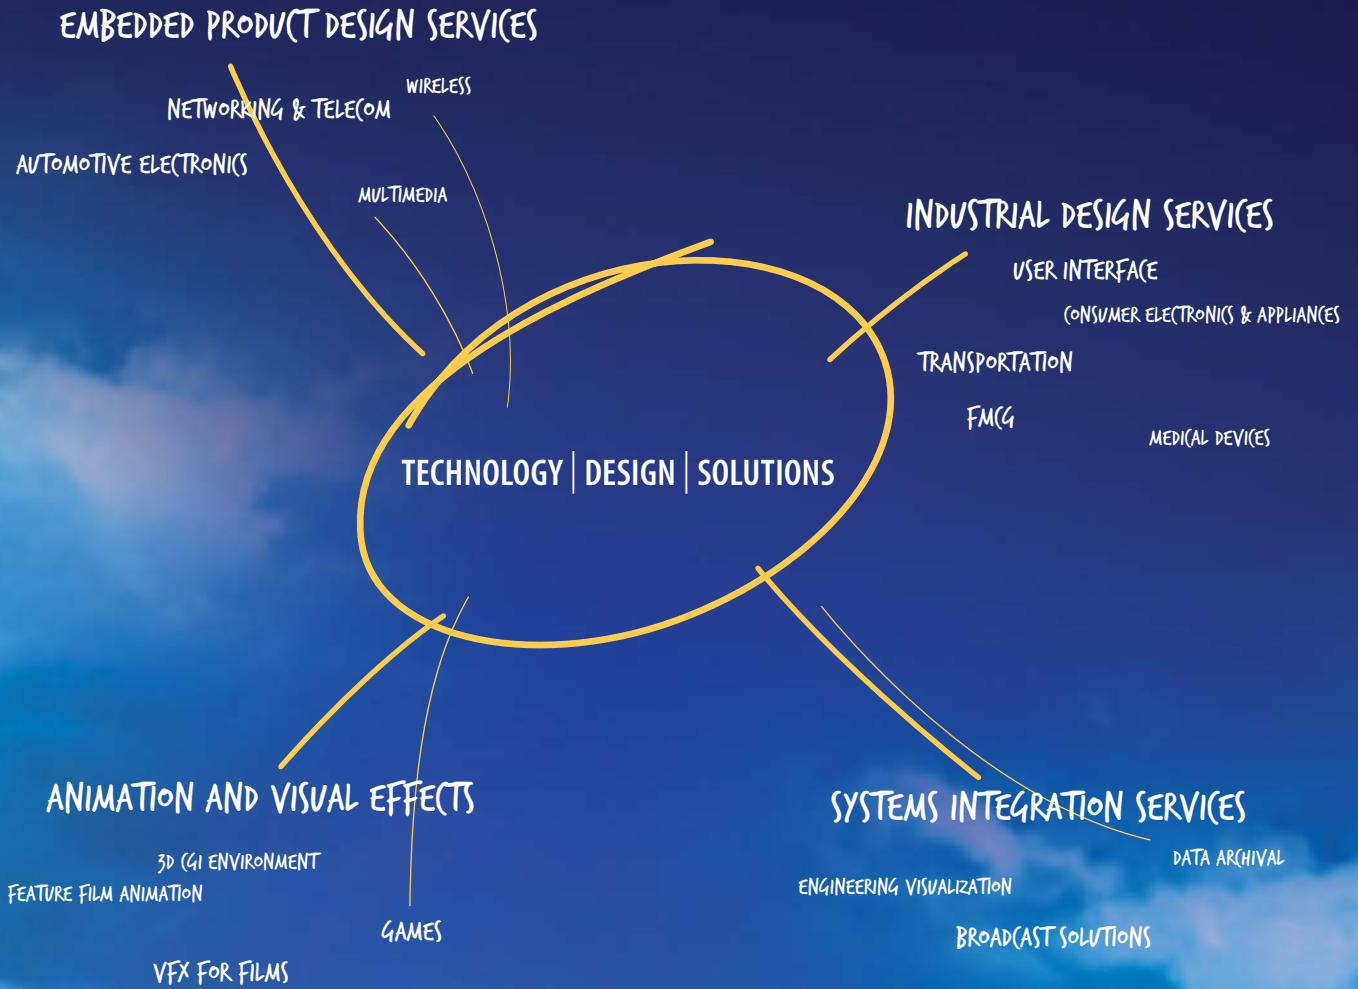 EMBEDDED PRODUCT DESIGN SERVICES
WIRELESS
NETWORKING & TELECOM
AUTOMOTIVE ELECTRONICS
MULTIMEDIA
INDUSTRIAL DESIGN SERVICES
USER INTERFACE
CONSUMER ELECTRONICS & APPLIANCES
TRANSPORTATION
FMCG
MEDICAL DEVICES
TECHNOLOGY | DESIGN | SOLUTIONS
ANIMATION AND VISUAL EFFECTS
3D CGI ENVIRONMENT
FEATURE FILM ANIMATION
GAMES
VFX FOR FILMS
SYSTEMS INTEGRATION SERVICES
DATA ARCHIVAL
ENGINEERING VISUALIZATION
BROADCAST SOLUTIONS